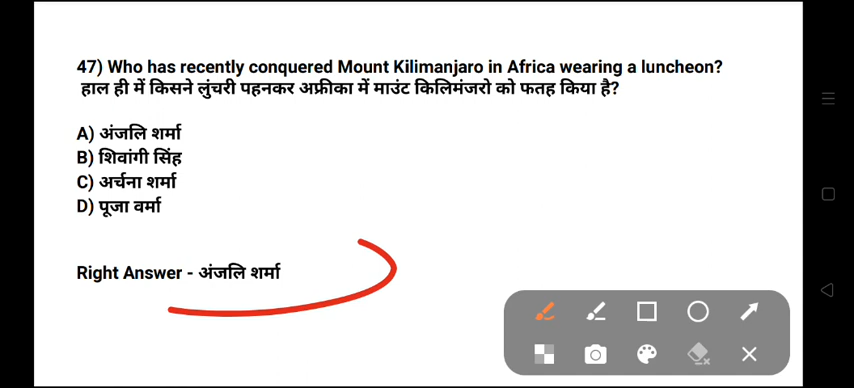 47) Who has recently conquered Mount Kilimanjaro in Africa wearing a luncheon?
हाल ही में किसने लुंचरी पहनकर अफ्रीका में माउंट किलिमंजरो को फतह किया है?
A) अंजलि शर्मा
B) शिवांगी सिंह
C) अर्चना शर्मा
D) पूजा वर्मा
Right Answer - अंजलि शर्मा